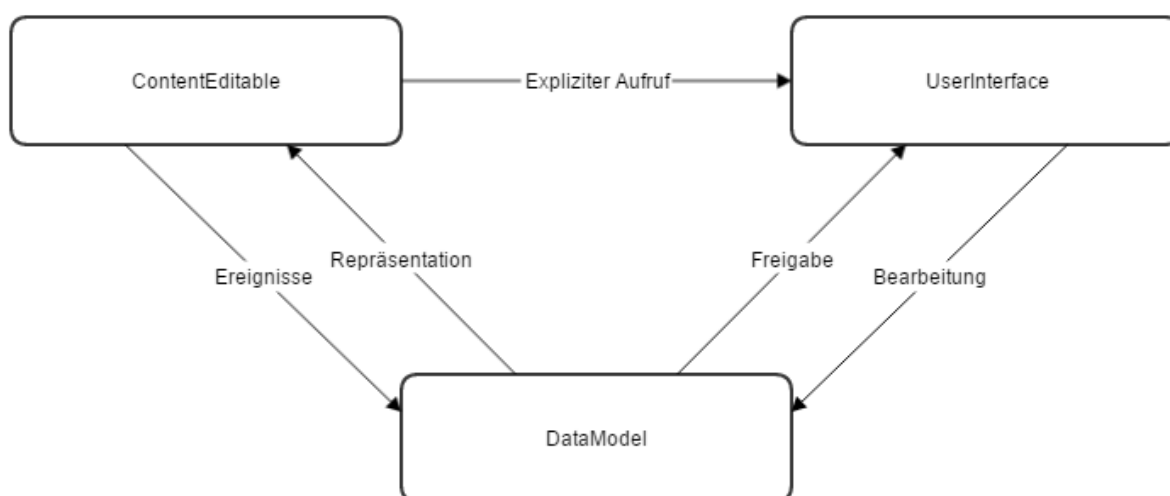 ContentEditable
Expliziter Aufruf
UserInterface
Ereignisse
Repräsentation
Freigabe
Bearbeitung
DataModel